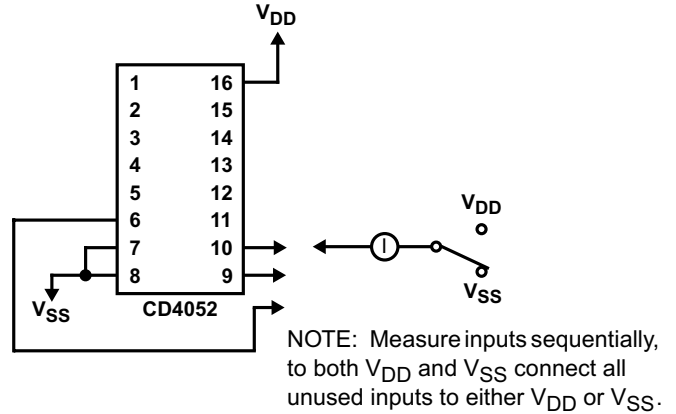 VDD
1 16
2 15
3 14
4 13
5 12
6 11
7 10
8 9
VSS
CD4052
I
VDD
VSS
NOTE: Measure inputs sequentially,
to both VDD and VSS connect all
unused inputs to either VDD or VSS.